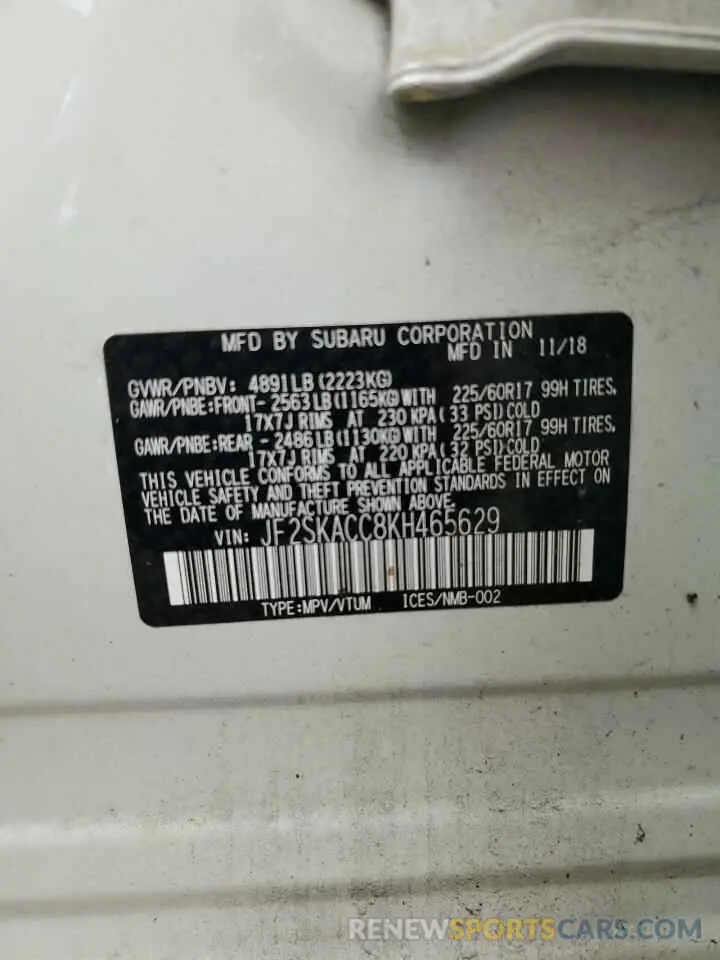 MFD BY SUBARU CORPORATION
MFD IN 11/18
GVWR/PNBV: 4891LB(2223KG)
GAWR/PNBE:FRONT-2563LB(1165KG)WITH 225/60R17 99H TIRES,
17X7J RIMS AT 230 KPA(33 PSI)COLD
GAWR/PNBE:REAR -2486LB(1130KG)WITH 225/60R17 99H TIRES,
17X7J RIMS AT 220 KPA(32 PSI)COLD
THIS VEHICLE CONFORMS TO ALL APPLICABLE FEDERAL MOTOR
VEHICLE SAFETY AND THEFT PREVENTION STANDARDS IN EFFECT ON
THE DATE OF MANUFACTURE SHOWN ABOVE.
VIN: JF2SKACC8KH465629
TYPE:MPV/VTUM ICES/NMB-002
RENEWSPORTSCARS.COM